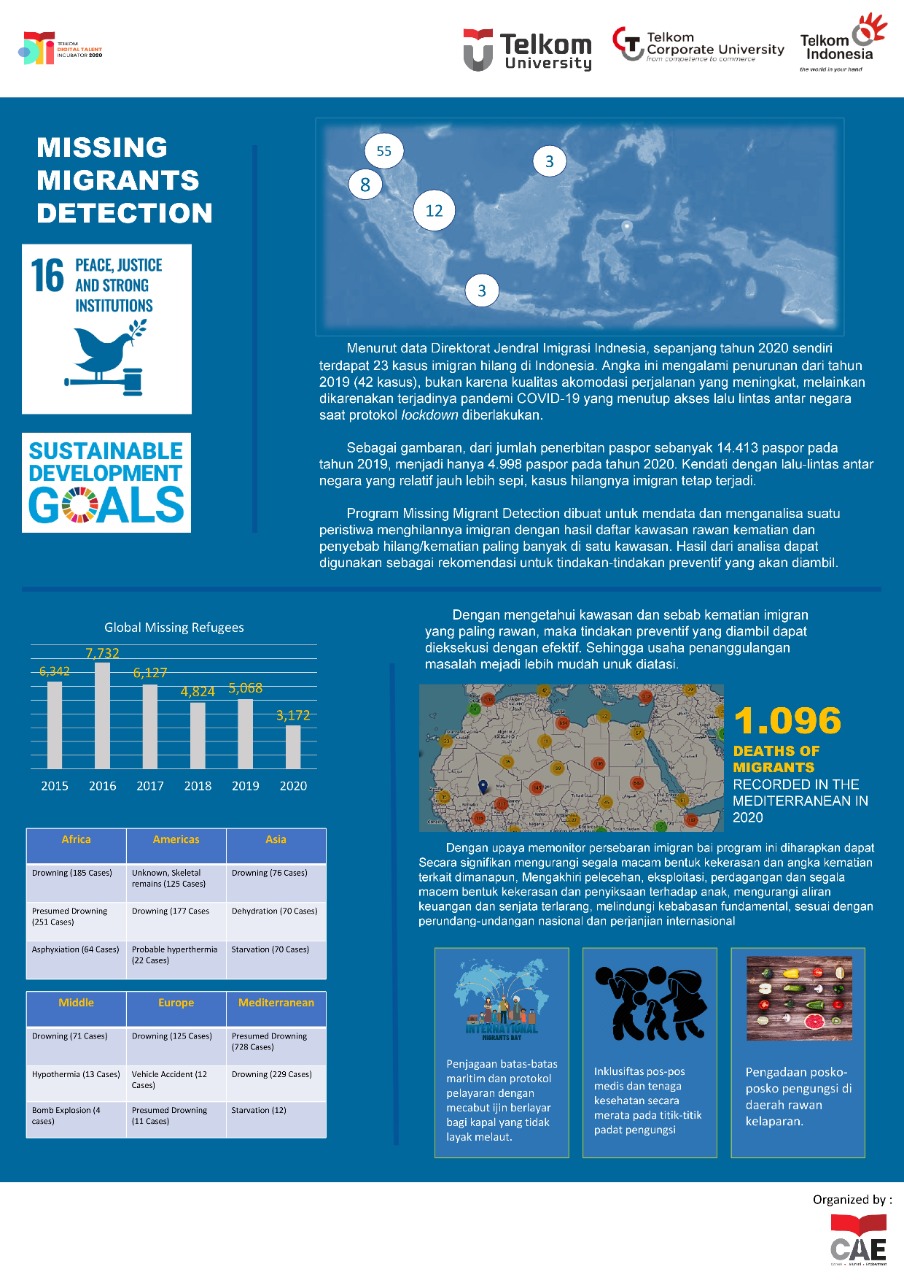 TELKOM
DIGITAL TALENT
INCUBATOR 2020
Telkom
University
Telkom
Corporate University
from competence to commerce
Telkom
Indonesia
the world in your hand
MISSING
MIGRANTS
DETECTION
16 PEACE, JUSTICE
AND STRONG
INSTITUTIONS
SUSTAINABLE
DEVELOPMENT
GOALS
55
3
8
12
3
Menurut data Direktorat Jendral Imigrasi Indnesia, sepanjang tahun 2020 sendiri
terdapat 23 kasus imigran hilang di Indonesia. Angka ini mengalami penurunan dari tahun
2019 (42 kasus), bukan karena kualitas akomodasi perjalanan yang meningkat, melainkan
dikarenakan terjadinya pandemi COVID-19 yang menutup akses lalu lintas antar negara
saat protokol lockdown diberlakukan.
Sebagai gambaran, dari jumlah penerbitan paspor sebanyak 14.413 paspor pada
tahun 2019, menjadi hanya 4.998 paspor pada tahun 2020. Kendati dengan lalu-lintas antar
negara yang relatif jauh lebih sepi, kasus hilangnya imigran tetap terjadi.
Program Missing Migrant Detection dibuat untuk mendata dan menganalisa suatu
peristiwa menghilannya imigran dengan hasil daftar kawasan rawan kematian dan
penyebab hilang/kematian paling banyak di satu kawasan. Hasil dari analisa dapat
digunakan sebagai rekomendasi untuk tindakan-tindakan preventif yang akan diambil.
Global Missing Refugees
6,342
7,732
6,127
4,824
5,068
3,172
2015 2016 2017 2018 2019 2020
Africa Americas Asia
Drowning (185 Cases) Unknown, Skeletal remains (125 Cases) Drowning (76 Cases)
Presumed Drowning (251 Cases) Drowning (177 Cases Dehydration (70 Cases)
Asphyxiation (64 Cases) Probable hyperthermia (22 Cases) Starvation (70 Cases)
Middle Europe Mediterranean
Drowning (71 Cases) Drowning (125 Cases) Presumed Drowning (728 Cases)
Hypothermia (13 Cases) Vehicle Accident (12 Cases) Drowning (229 Cases)
Bomb Explosion (4 cases) Presumed Drowning (11 Cases) Starvation (12)
Dengan mengetahui kawasan dan sebab kematian imigran
yang paling rawan, maka tindakan preventif yang diambil dapat
dieksekusi dengan efektif. Sehingga usaha penanggulangan
masalah mejadi lebih mudah unuk diatasi.
1.096
DEATHS OF
MIGRANTS
RECORDED IN THE
MEDITERRANEAN IN
2020
Dengan upaya memonitor persebaran imigran bai program ini diharapkan dapat
Secara signifikan mengurangi segala macam bentuk kekerasan dan angka kematian
terkait dimanapun, Mengakhiri pelecehan, eksploitasi, perdagangan dan segala
macem bentuk kekerasan dan penyiksaan terhadap anak, mengurangi aliran
keuangan dan senjata terlarang, melindungi kebabasan fundamental, sesuai dengan
perundang-undangan nasional dan perjanjian internasional
INTERNATIONAL
MIGRANTS DAY
Penjagaan batas-batas
maritim dan protokol
pelayaran dengan
mecabut ijin berlayar
bagi kapal yang tidak
layak melaut.
Inklusiftas pos-pos
medis dan tenaga
kesehatan secara
merata pada titik-titik
padat pengungsi
Pengadaan posko-
posko pengungsi di
daerah rawan
kelaparan.
Organized by :
CAE